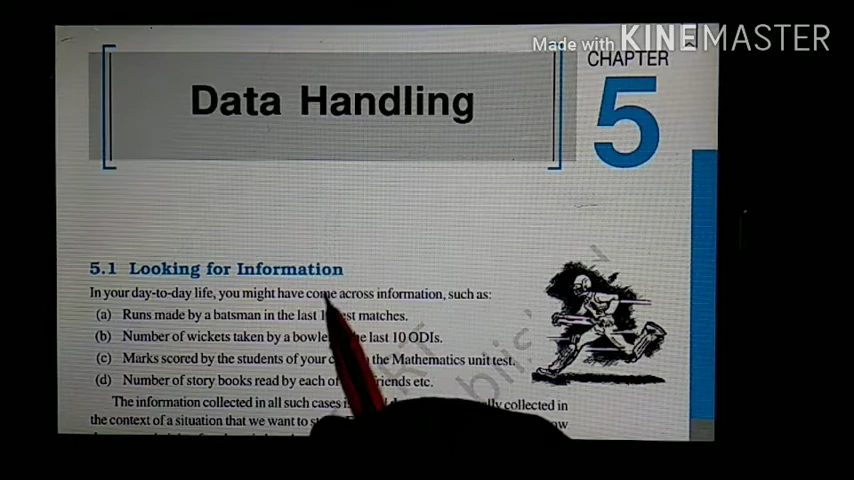 Made with KINEMASTER
CHAPTER
5
Data Handling
5.1 Looking for Information
In your day-to-day life, you might have come across information, such as:
(a) Runs made by a batsman in the last test matches.
(b) Number of wickets taken by a bowler the last 10 ODIs.
(c) Marks scored by the students of your the Mathematics unit test.
(d) Number of story books read by each of friends etc.
The information collected in all such cases is collected in
the context of a situation that we want to